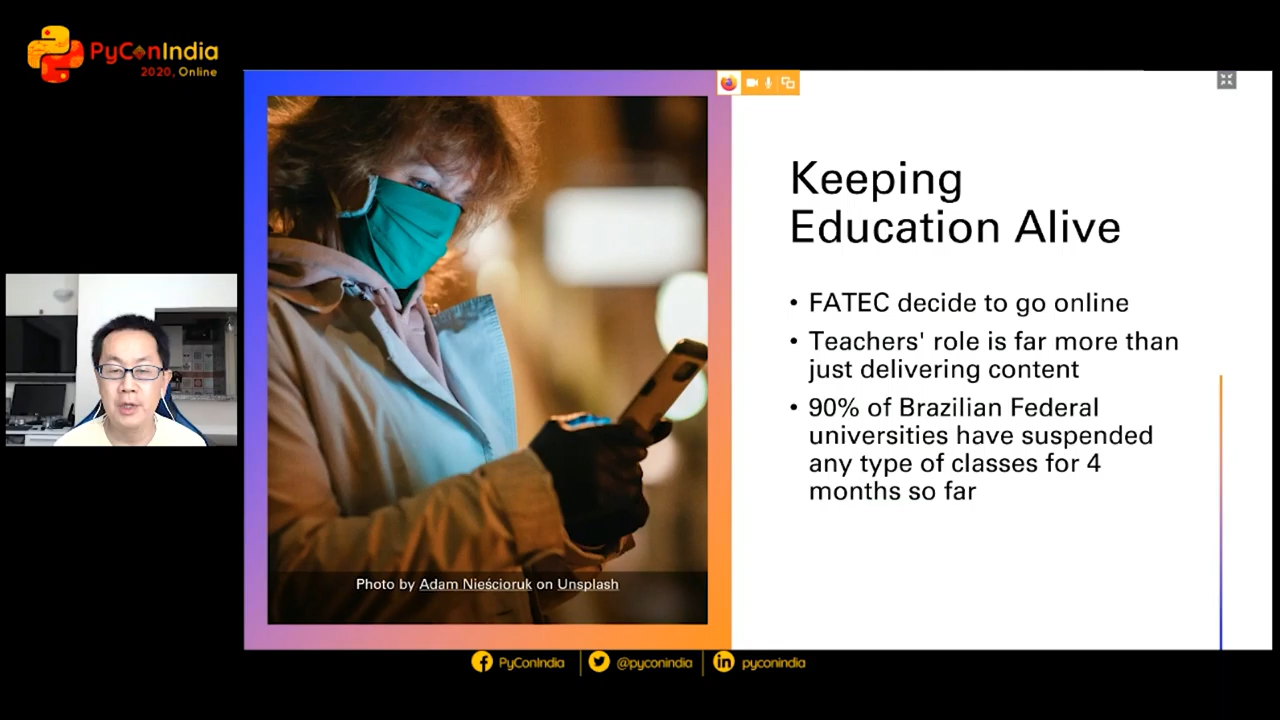 PyConIndia
2020, Online
Keeping
Education Alive
• FATEC decide to go online
• Teachers' role is far more than
just delivering content
• 90% of Brazilian Federal
universities have suspended
any type of classes for 4
months so far
Photo by Adam Nieścioruk on Unsplash
PyConIndia
@pyconindia
pyconindia